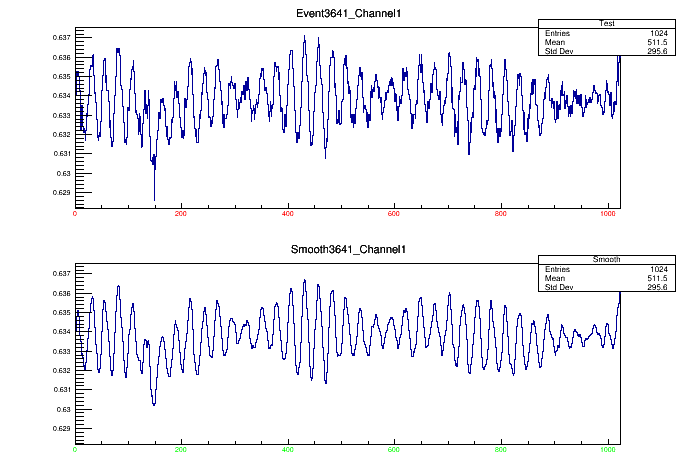 Event3641_Channel1
Test
Entries 1024
Mean 511.5
Std Dev 295.6
0.637
0.636
0.635
0.634
0.633
0.632
0.631
0.63
0.629
0 200 400 600 800 1000
Smooth3641_Channel1
Smooth
Entries 1024
Mean 511.5
Std Dev 295.6
0.637
0.636
0.635
0.634
0.633
0.632
0.631
0.63
0.629
0 200 400 600 800 1000